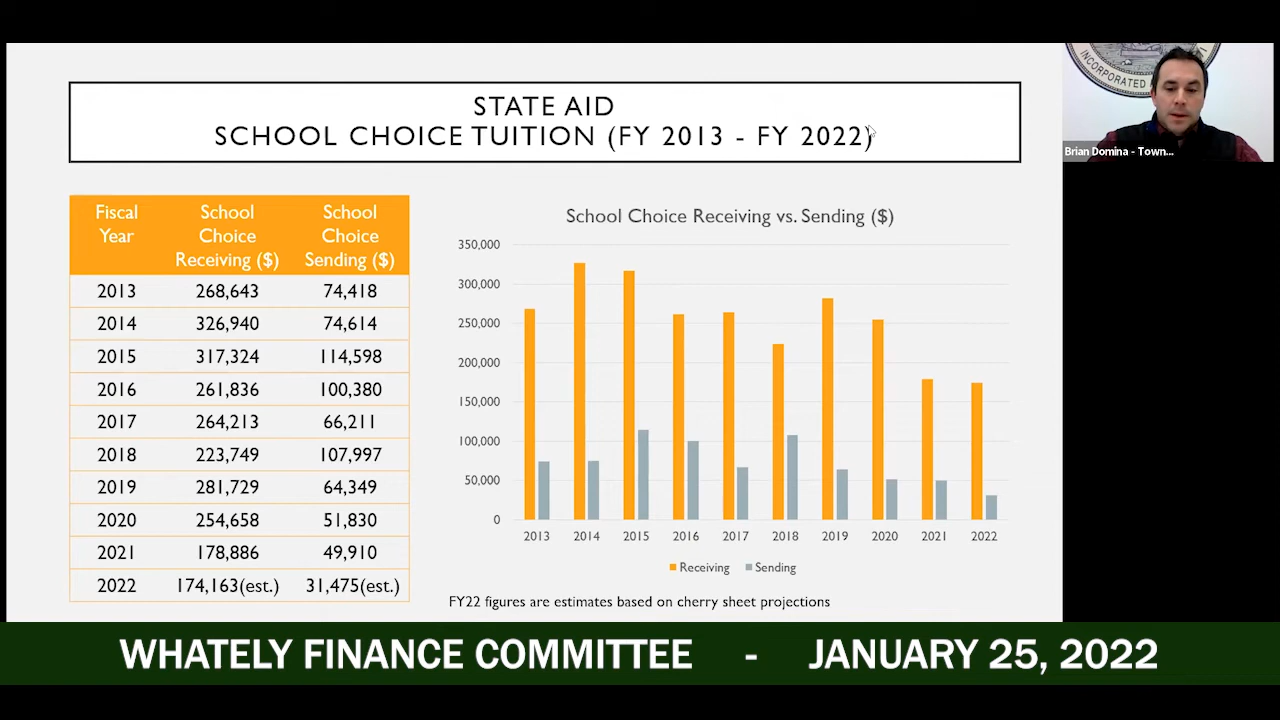 STATE AID
SCHOOL CHOICE TUITION (FY 2013 - FY 2022)
INCORPORATED
Brian Domina - Town...
Fiscal Year School Choice Receiving ($) School Choice Sending ($)
2013 268,643 74,418
2014 326,940 74,614
2015 317,324 114,598
2016 261,836 100,380
2017 264,213 66,211
2018 223,749 107,997
2019 281,729 64,349
2020 254,658 51,830
2021 178,886 49,910
2022 174,163(est.) 31,475(est.)
School Choice Receiving vs. Sending ($)
350,000
300,000
250,000
200,000
150,000
100,000
50,000
0
2013 2014 2015 2016 2017 2018 2019 2020 2021 2022
Receiving Sending
FY22 figures are estimates based on cherry sheet projections
WHATELY FINANCE COMMITTEE - JANUARY 25, 2022